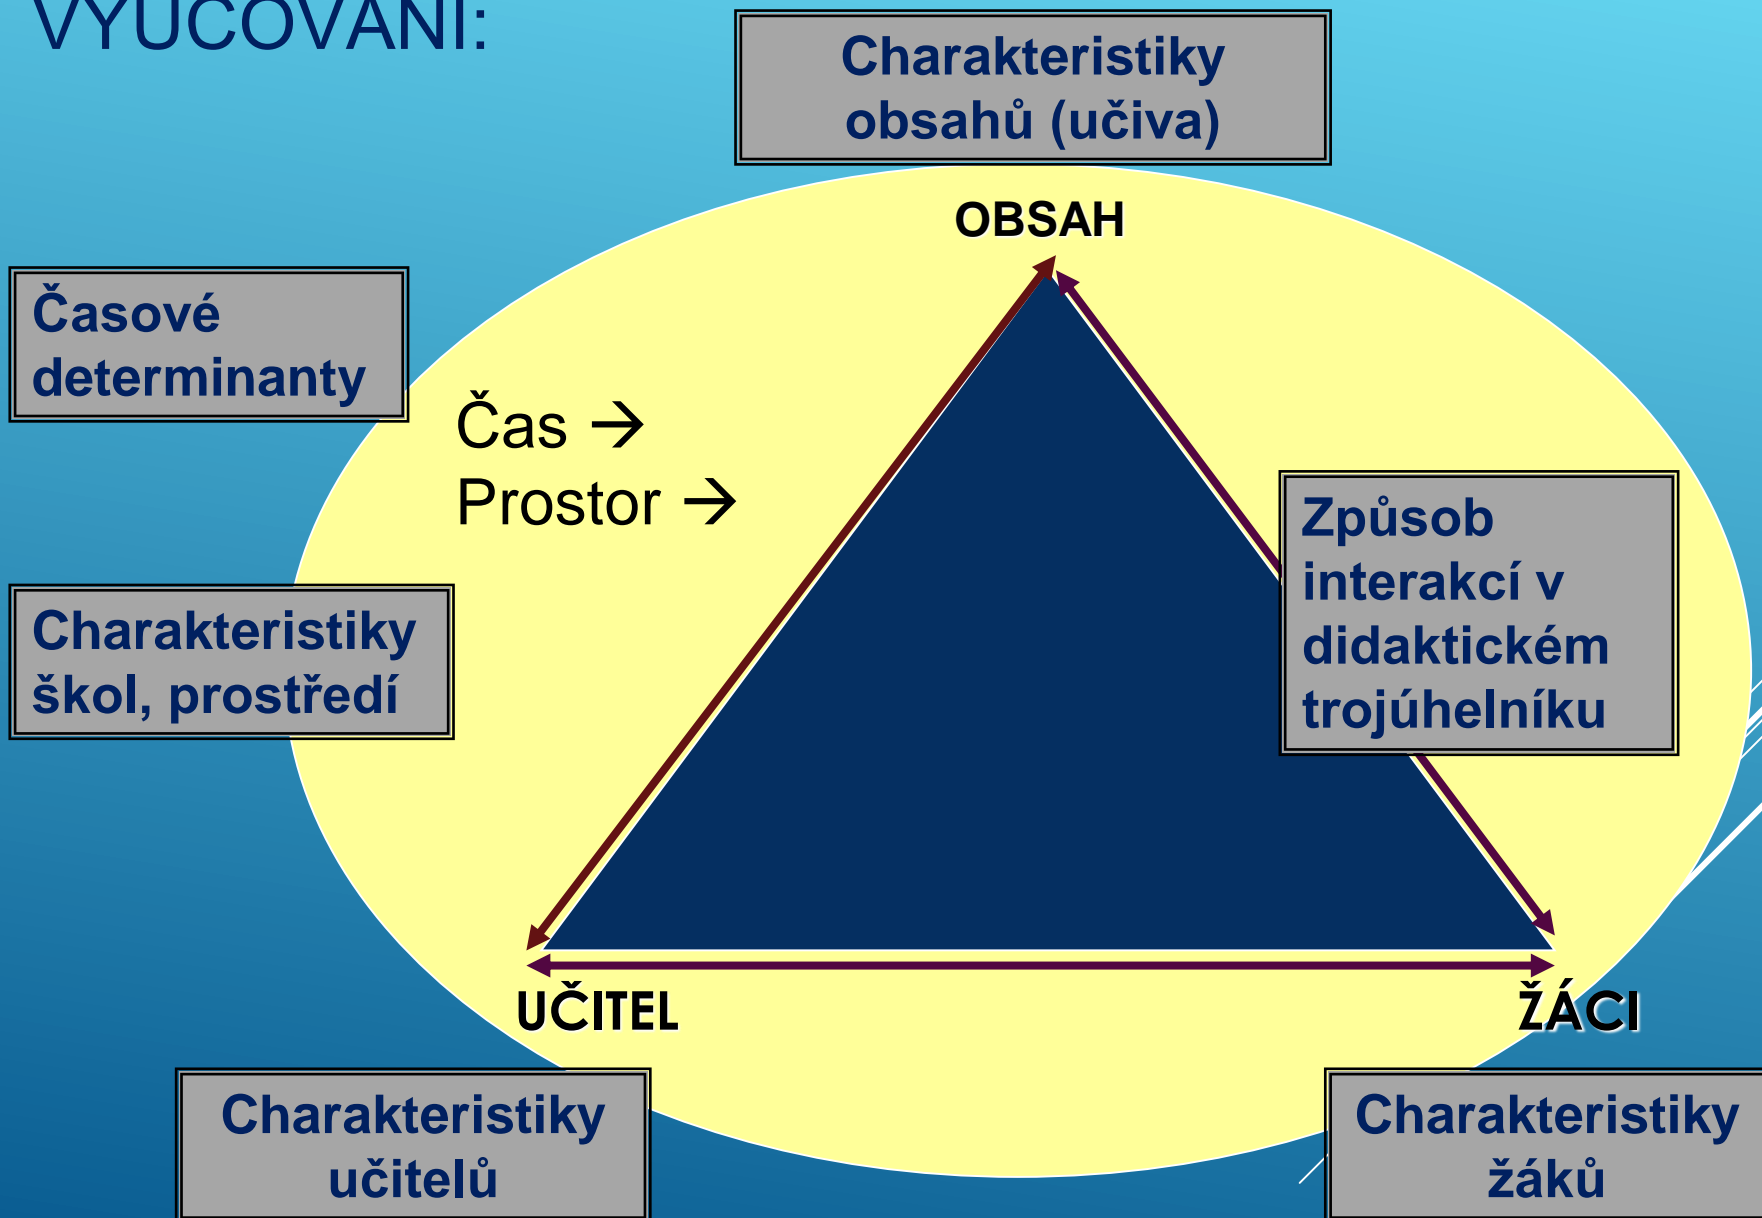 VYUČOVÁNÍ:
Charakteristiky
obsahů (učiva)
OBSAH
Časové
determinanty
Čas →
Prostor →
Způsob
interakcí v
didaktickém
trojúhelníku
Charakteristiky
škol, prostředí
UČITEL
ŽÁCI
Charakteristiky
učitelů
Charakteristiky
žáků